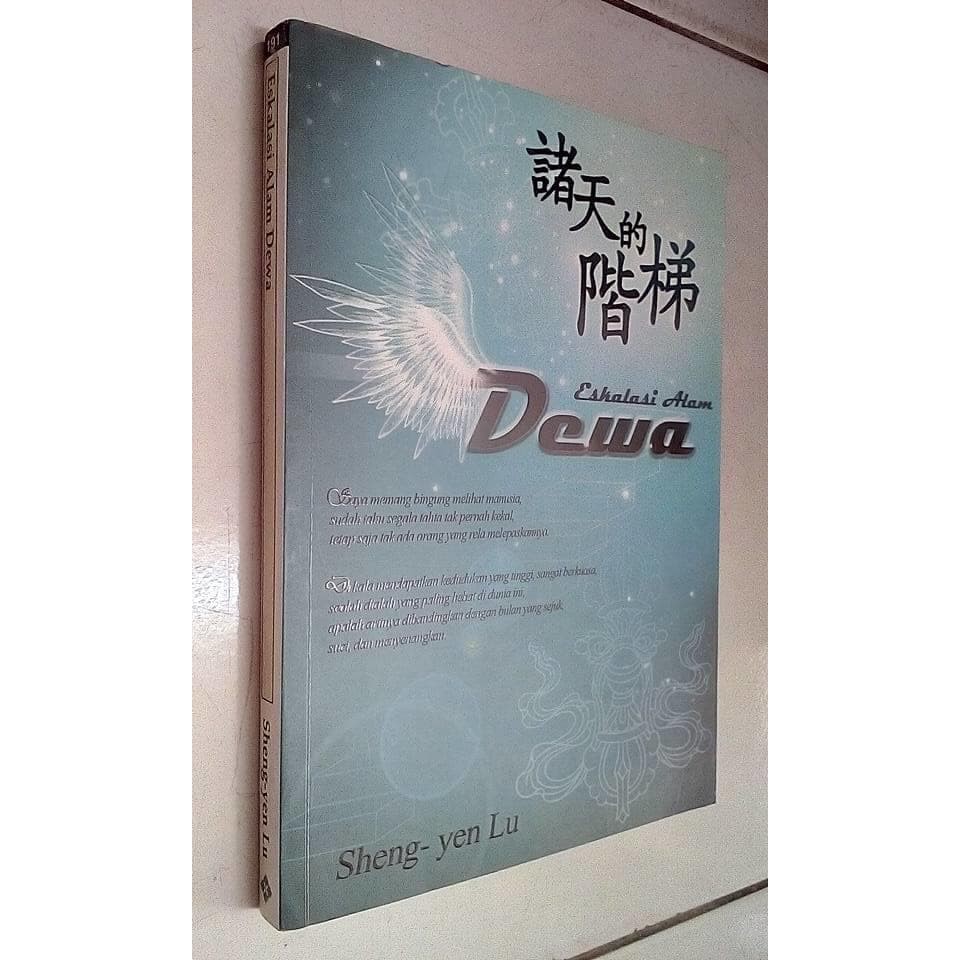 191
Eskalasi Alam Dewa
Sheng-yen Lu
諸天的
階梯
Eskalasi Alam
Dewa
Saya memang bingung melihat manusia,
sudah tahu segala tahta tak pernah kekal,
tetap saja tak ada orang yang rela melepaskannya.
Di kala mendapatkan kedudukan yang tinggi, sangat berkuasa,
seolah dialah yang paling hebat di dunia ini,
apalah artinya dibandingkan dengan bulan yang sejuk,
suci, dan menyenangkan.
Sheng- yen Lu